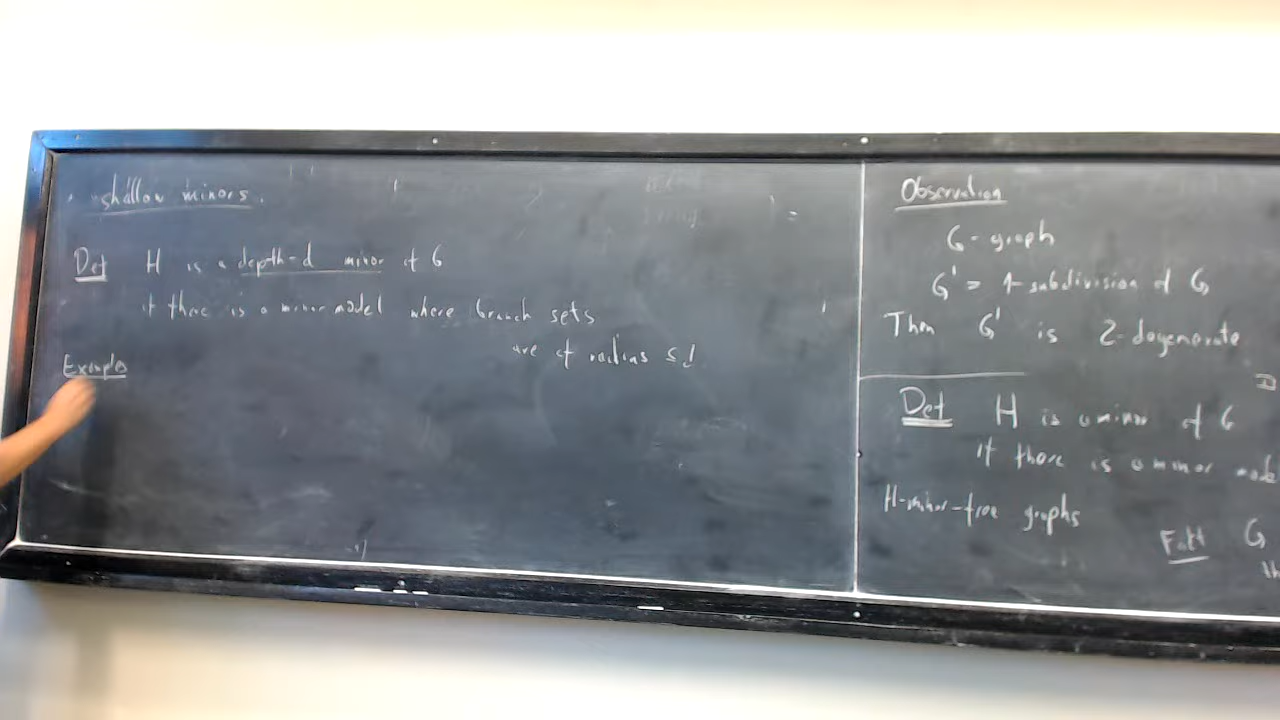 shallow minors.
Def H is a depth-d minor of G
if there is a minor model where branch sets
are of radius ≤ d
Example
Observation
G - graph
G' = 1-subdivision of G
Then G' is 2-degenerate
Def H is a minor of G
if there is a minor mode
H-minor-free graphs
Fact G